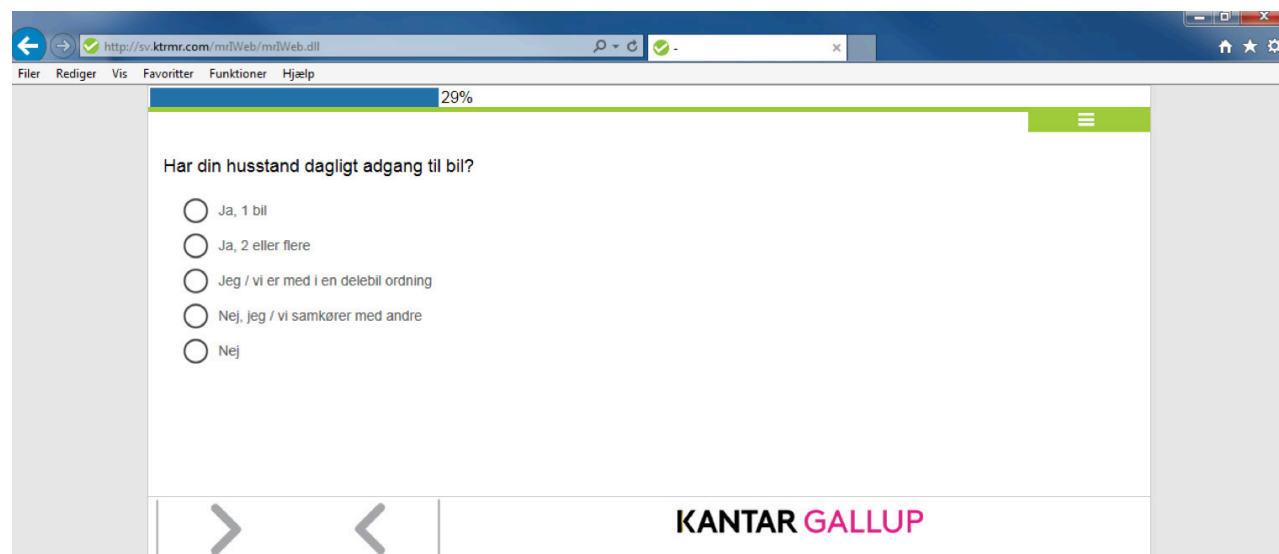 http://sv.ktrmr.com/mrIWeb/mrIWeb.dll
-
Filer Rediger Vis Favoritter Funktioner Hjælp
29%
Har din husstand dagligt adgang til bil?
Ja, 1 bil
Ja, 2 eller flere
Jeg / vi er med i en delebil ordning
Nej, jeg / vi samkører med andre
Nej
KANTAR GALLUP